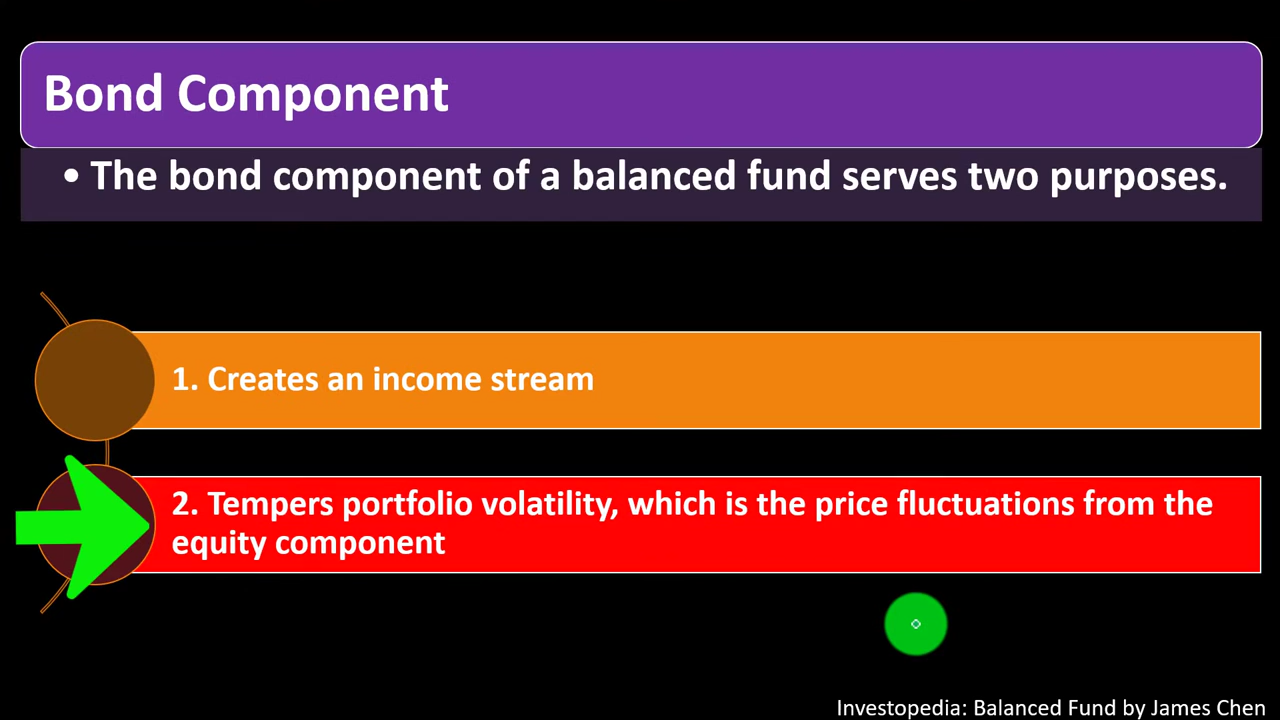 Bond Component
• The bond component of a balanced fund serves two purposes.
1. Creates an income stream
2. Tempers portfolio volatility, which is the price fluctuations from the
equity component
Investopedia: Balanced Fund by James Chen